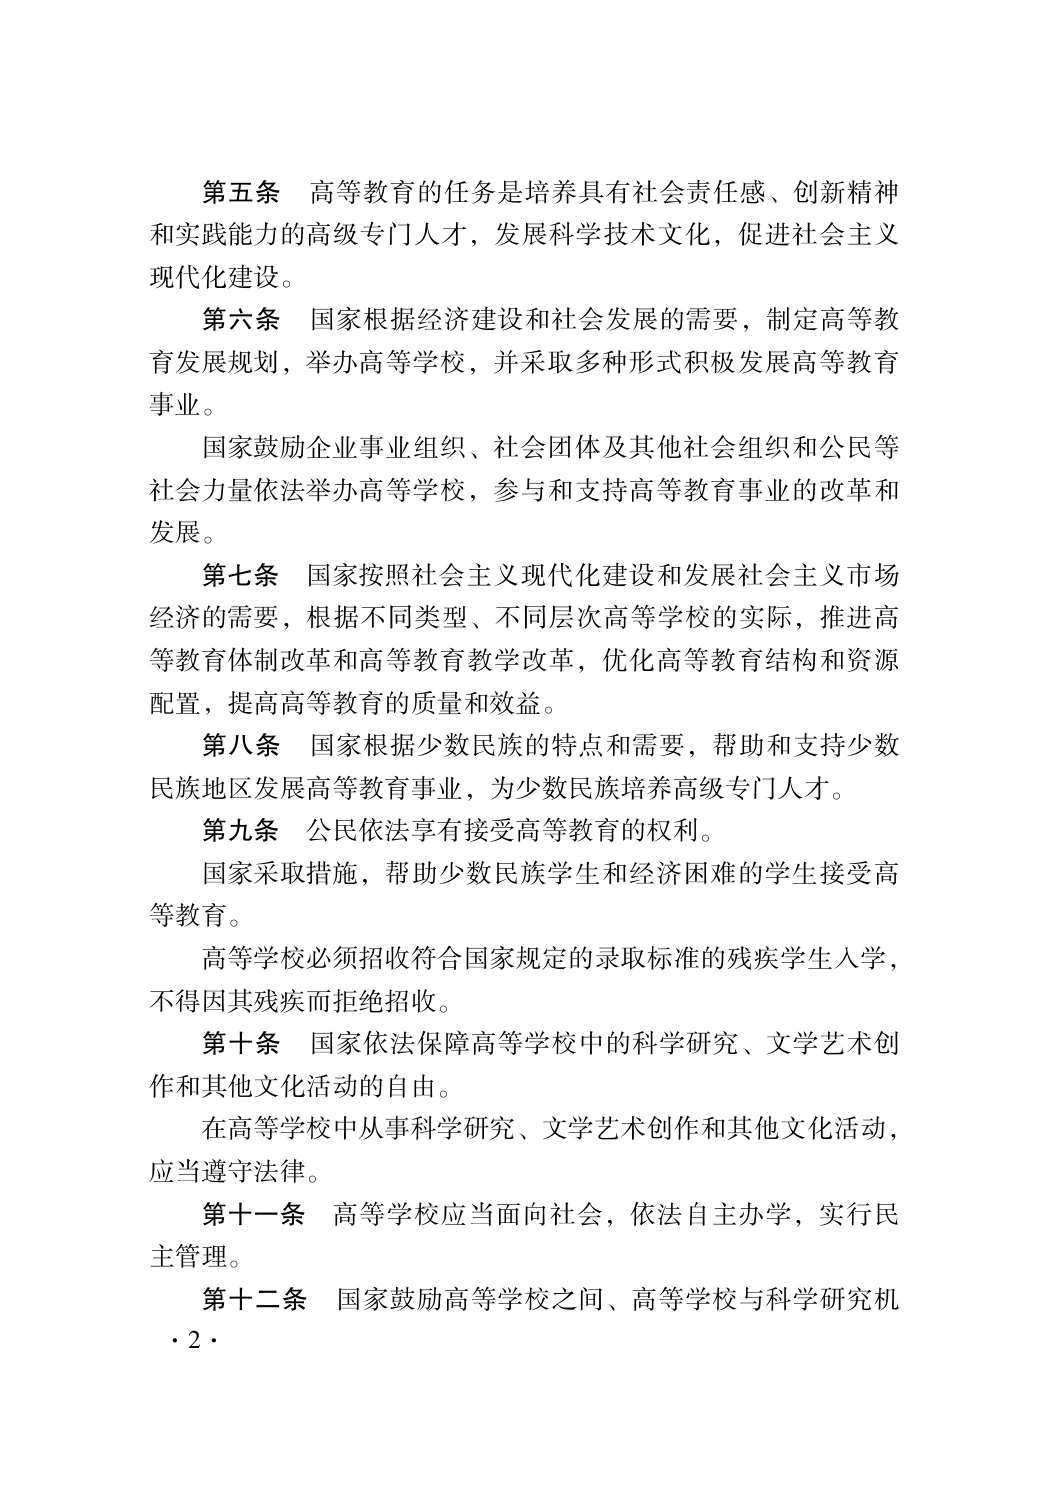 第五条　高等教育的任务是培养具有社会责任感、创新精神
和实践能力的高级专门人才，发展科学技术文化，促进社会主义
现代化建设。
第六条　国家根据经济建设和社会发展的需要，制定高等教
育发展规划，举办高等学校，并采取多种形式积极发展高等教育
事业。
国家鼓励企业事业组织、社会团体及其他社会组织和公民等
社会力量依法举办高等学校，参与和支持高等教育事业的改革和
发展。
第七条　国家按照社会主义现代化建设和发展社会主义市场
经济的需要，根据不同类型、不同层次高等学校的实际，推进高
等教育体制改革和高等教育教学改革，优化高等教育结构和资源
配置，提高高等教育的质量和效益。
第八条　国家根据少数民族的特点和需要，帮助和支持少数
民族地区发展高等教育事业，为少数民族培养高级专门人才。
第九条　公民依法享有接受高等教育的权利。
国家采取措施，帮助少数民族学生和经济困难的学生接受高
等教育。
高等学校必须招收符合国家规定的录取标准的残疾学生入学，
不得因其残疾而拒绝招收。
第十条　国家依法保障高等学校中的科学研究、文学艺术创
作和其他文化活动的自由。
在高等学校中从事科学研究、文学艺术创作和其他文化活动，
应当遵守法律。
第十一条　高等学校应当面向社会，依法自主办学，实行民
主管理。
第十二条　国家鼓励高等学校之间、高等学校与科学研究机
· 2 ·